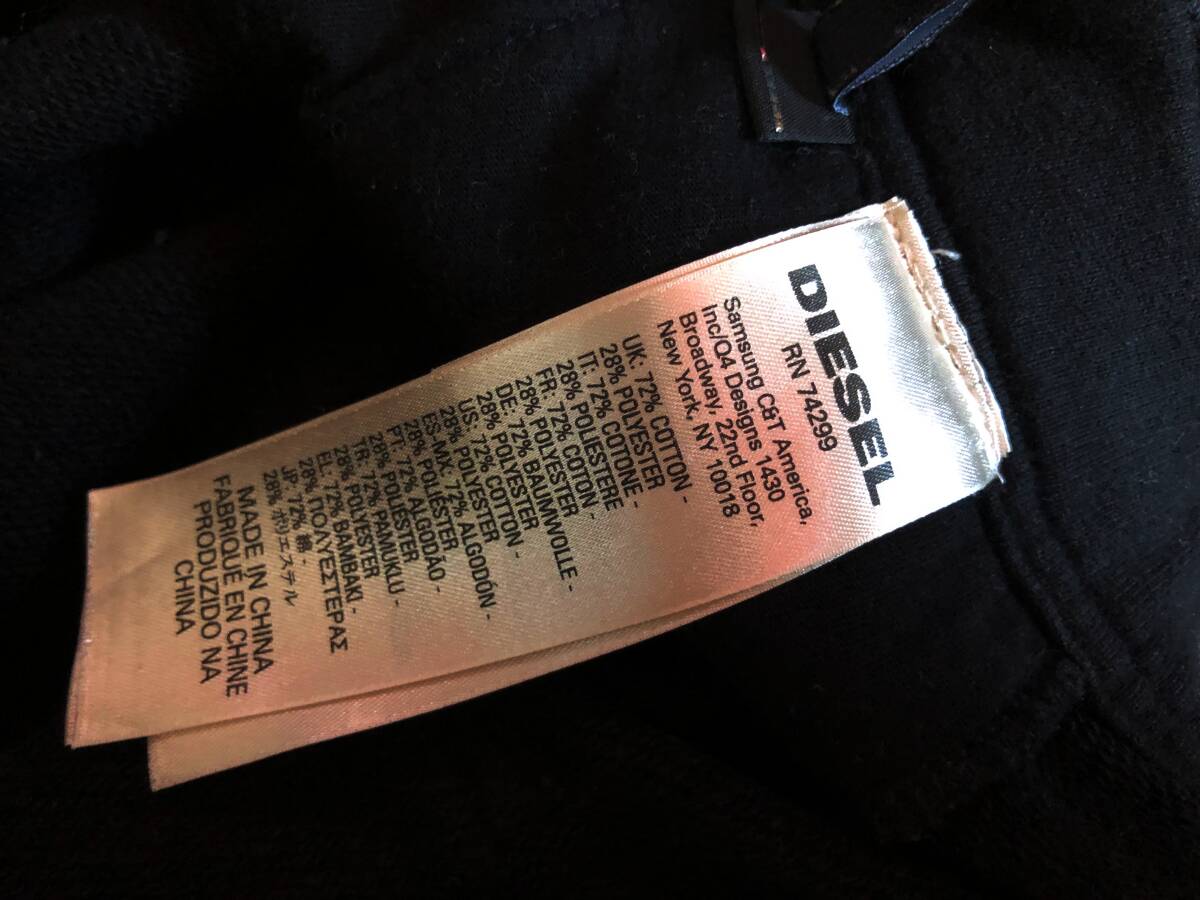 DIESEL
RN 74299
Samsung C&T America,
Inc/O4 Designs 1430
Broadway, 22nd Floor,
New York, NY 10018
UK: 72% COTTON -
28% POLYESTER
IT: 72% COTONE -
28% POLIESTERE
FR: 72% COTON -
28% POLYESTER
DE: 72% BAUMWOLLE -
28% POLYESTER
US: 72% COTTON -
28% POLYESTER
ES-MX: 72% ALGODÓN -
28% POLIÉSTER
PT: 72% ALGODÃO -
28% POLIÉSTER
TR: 72% PAMUKLU -
28% POLYESTER
EL: 72% ΒΑΜΒΑΚΙ -
28% ΠΟΛΥΕΣΤΕΡΑΣ
JP: 72% 綿 -
28% ポリエステル
MADE IN CHINA
FABRIQUÉ EN CHINE
PRODUZIDO NA
CHINA